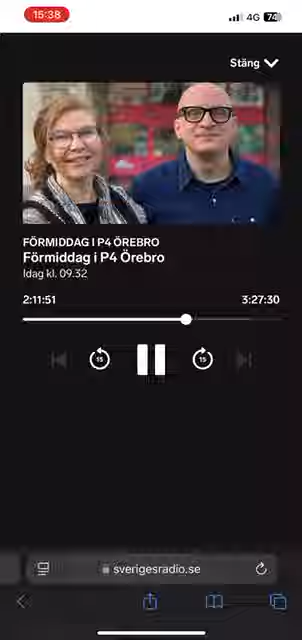 15:38
4G
74
Stäng
FÖRMIDDAG I P4 ÖREBRO
Förmiddag i P4 Örebro
Idag kl. 09.32
2:11:51
3:27:30
15
15
sverigesradio.se